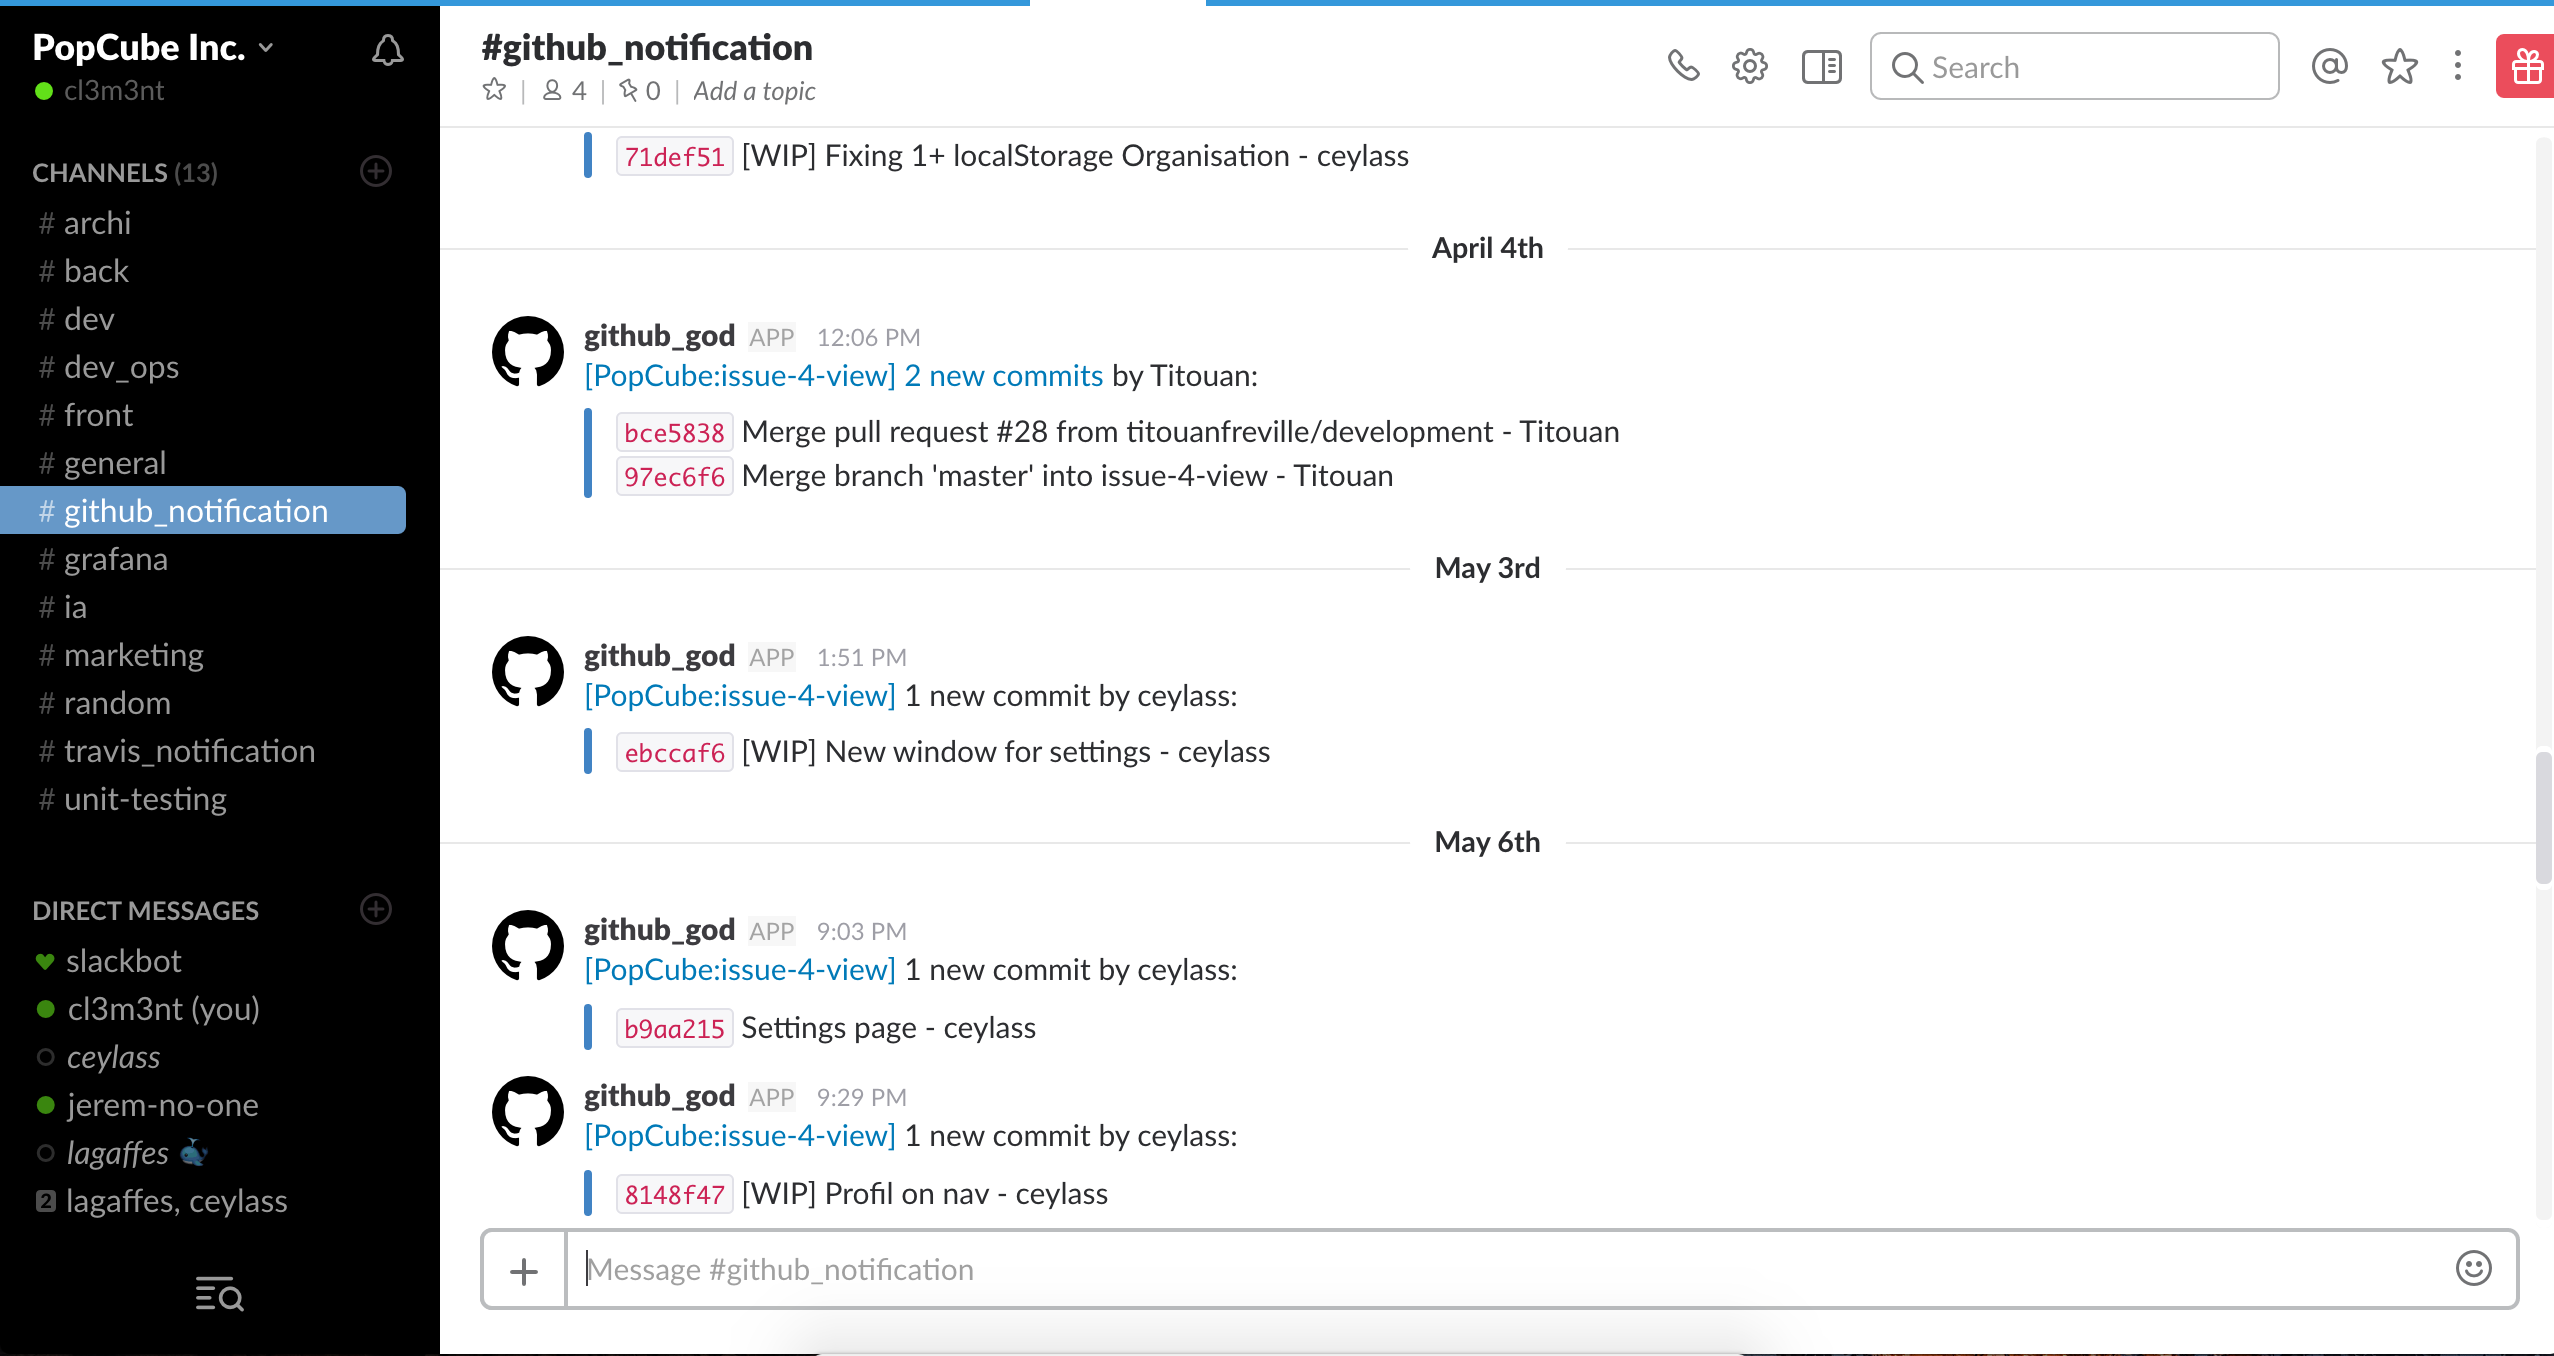 PopCube Inc.
cl3m3nt
CHANNELS (13)
# archi
# back
# dev
# dev_ops
# front
# general
# github_notification
# grafana
# ia
# marketing
# random
# travis_notification
# unit-testing
DIRECT MESSAGES
slackbot
cl3m3nt (you)
ceylass
jerem-no-one
lagaffes 🐳
2 lagaffes, ceylass
#github_notification
4 | 0 | Add a topic
Search
71def51 [WIP] Fixing 1+ localStorage Organisation - ceylass
April 4th
github_god APP 12:06 PM
[PopCube:issue-4-view] 2 new commits by Titouan:
bce5838 Merge pull request #28 from titouanfreville/development - Titouan
97ec6f6 Merge branch 'master' into issue-4-view - Titouan
May 3rd
github_god APP 1:51 PM
[PopCube:issue-4-view] 1 new commit by ceylass:
ebccaf6 [WIP] New window for settings - ceylass
May 6th
github_god APP 9:03 PM
[PopCube:issue-4-view] 1 new commit by ceylass:
b9aa215 Settings page - ceylass
github_god APP 9:29 PM
[PopCube:issue-4-view] 1 new commit by ceylass:
8148f47 [WIP] Profil on nav - ceylass
Message #github_notification